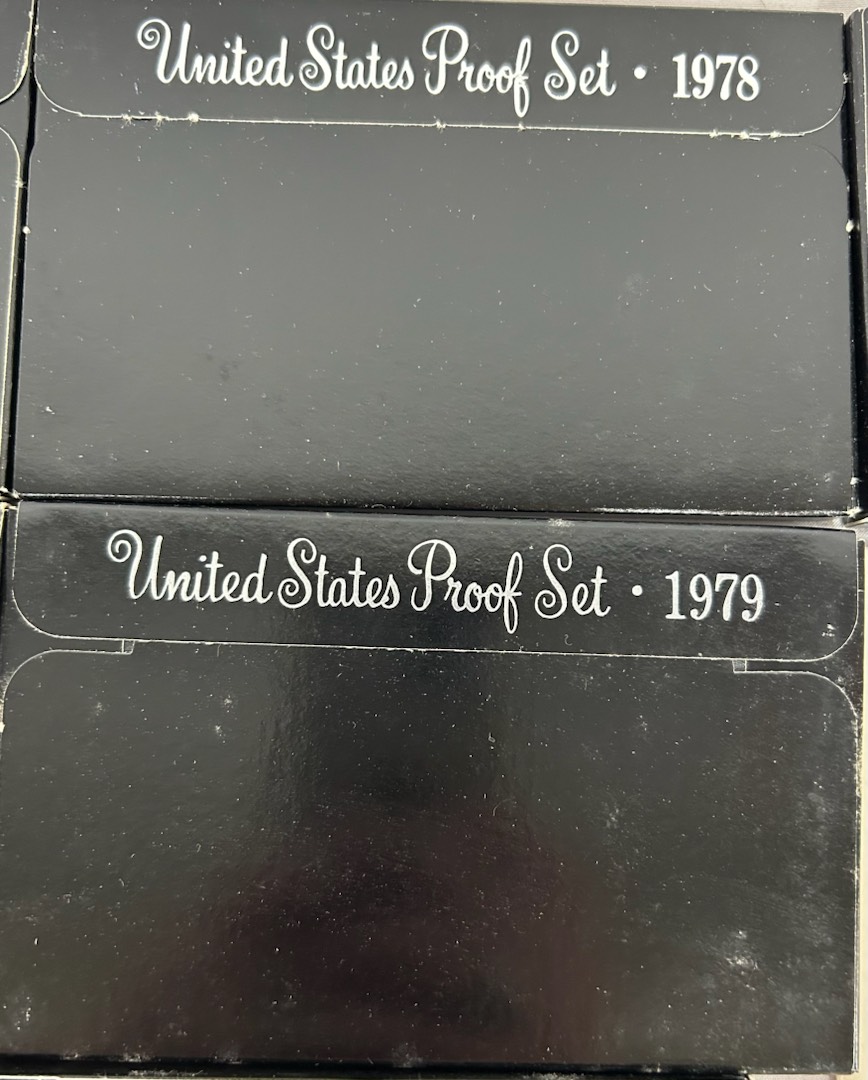 United States Proof Set • 1978
United States Proof Set • 1979